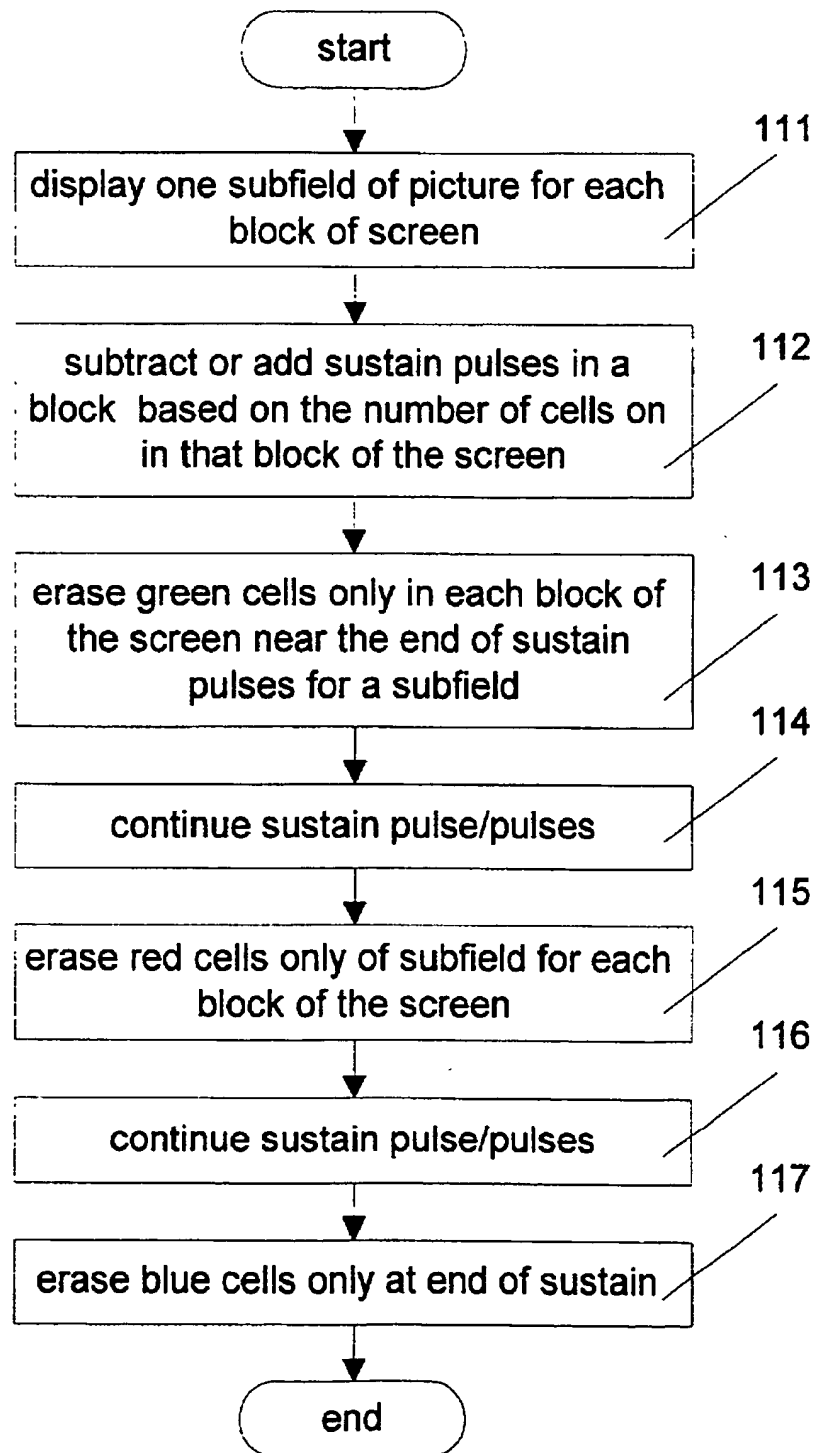 start
111
display one subfield of picture for each
block of screen
112
subtract or add sustain pulses in a
block based on the number of cells on
in that block of the screen
113
erase green cells only in each block of
the screen near the end of sustain
pulses for a subfield
114
continue sustain pulse/pulses
115
erase red cells only of subfield for each
block of the screen
116
continue sustain pulse/pulses
117
erase blue cells only at end of sustain
end